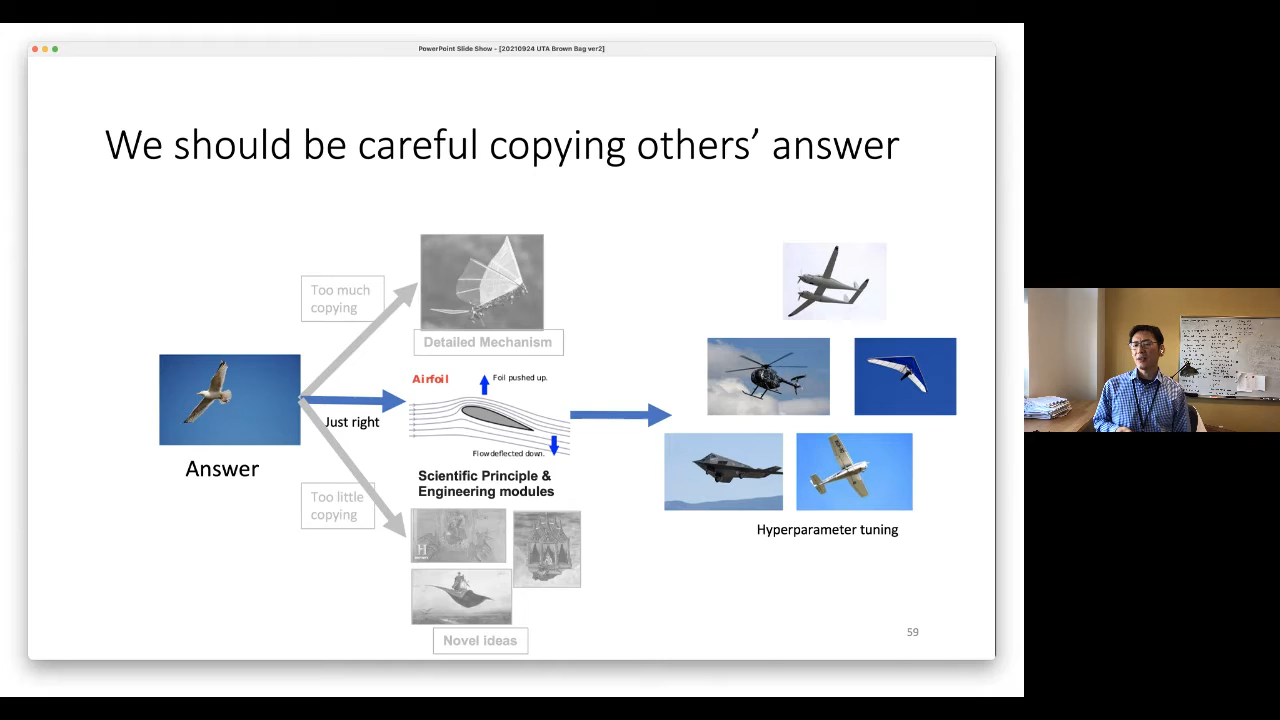 PowerPoint Slide Show - [20210924 UTA Brown Bag ver2]
We should be careful copying others’ answer
Too much
copying
Detailed Mechanism
Airfoil
Foil pushed up.
Just right
Flow deflected down.
Answer
Scientific Principle &
Engineering modules
Too little
copying
H
Novel ideas
Hyperparameter tuning
59